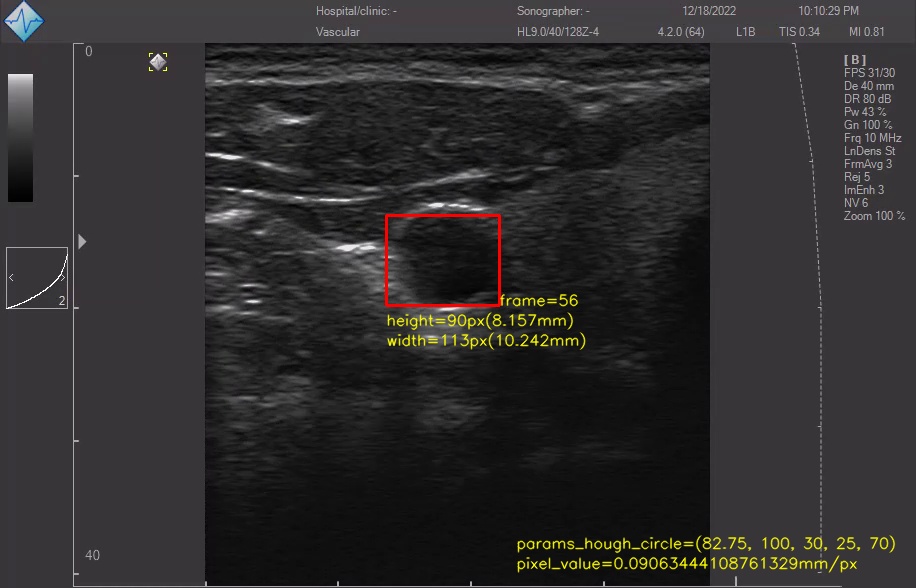 Hospital/clinic: - Sonographer: - 12/18/2022 10:10:29 PM
Vascular HL9.0/40/128Z-4 4.2.0 (64) L1B TIS 0.34 MI 0.81
0
[B]
FPS 31/30
De 40 mm
DR 80 dB
Pw 43 %
Gn 100 %
Frq 10 MHz
LnDens St
FrmAvg 3
Rej 5
ImEnh 3
NV 6
Zoom 100 %
2
frame=56
height=90px(8.157mm)
width=113px(10.242mm)
params_hough_circle=(82.75, 100, 30, 25, 70)
40
pixel_value=0.09063444108761329mm/px